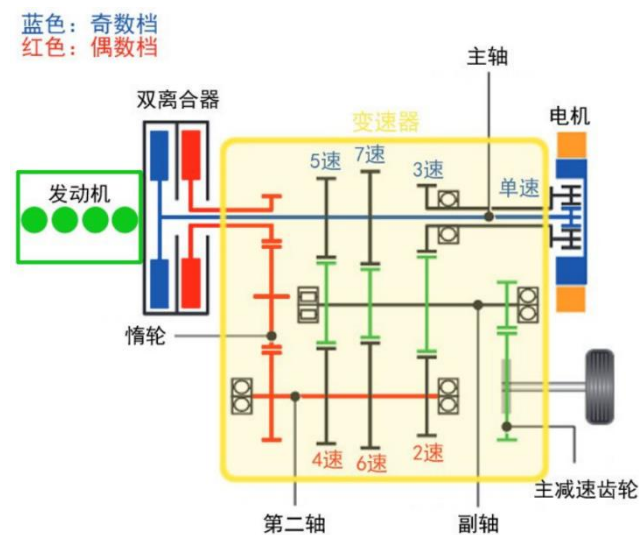 蓝色：奇数档
红色：偶数档
主轴
双离合器
电机
变速器
5速
7速
3速
单速
发动机
惰轮
4速
6速
2速
主减速齿轮
第二轴
副轴